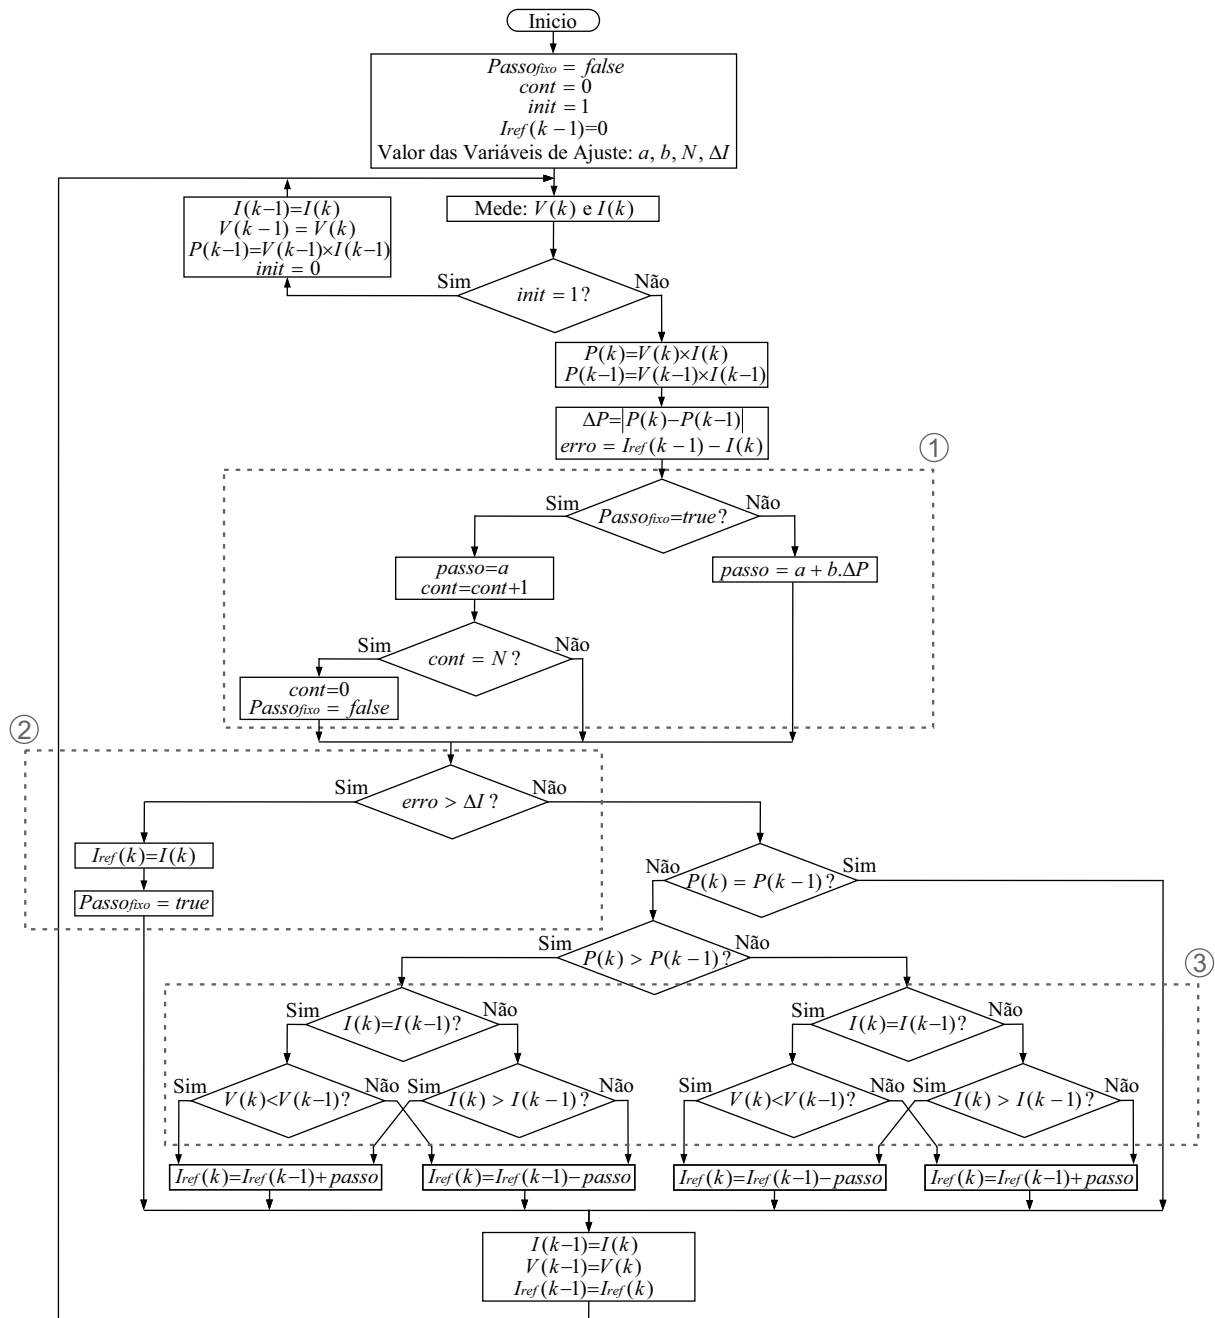 Inicio
Passofixo = false
cont = 0
init = 1
Iref(k−1)=0
Valor das Variáveis de Ajuste: a, b, N, ΔI
Mede: V(k) e I(k)
I(k−1)=I(k)
V(k−1) = V(k)
P(k−1)=V(k−1)×I(k−1)
init = 0
Sim
Não
init = 1?
P(k)=V(k)×I(k)
P(k−1)=V(k−1)×I(k−1)
ΔP=|P(k)−P(k−1)|
erro = Iref(k−1) − I(k)
1
Sim
Não
Passofixo=true?
passo=a
cont=cont+1
passo = a + b.ΔP
Sim
Não
cont = N?
cont=0
Passofixo = false
2
Sim
Não
erro > ΔI?
Iref(k)=I(k)
Passofixo = true
Não
Sim
P(k) = P(k−1)?
Sim
Não
P(k) > P(k−1)?
3
Sim
Não
I(k)=I(k−1)?
Sim
Não
I(k)=I(k−1)?
Sim
Não
V(k)<V(k−1)?
Sim
Não
I(k) > I(k−1)?
Sim
Não
V(k)<V(k−1)?
Sim
Não
I(k) > I(k−1)?
Iref(k)=Iref(k−1)+passo
Iref(k)=Iref(k−1)−passo
Iref(k)=Iref(k−1)−passo
Iref(k)=Iref(k−1)+passo
I(k−1)=I(k)
V(k−1)=V(k)
Iref(k−1)=Iref(k)